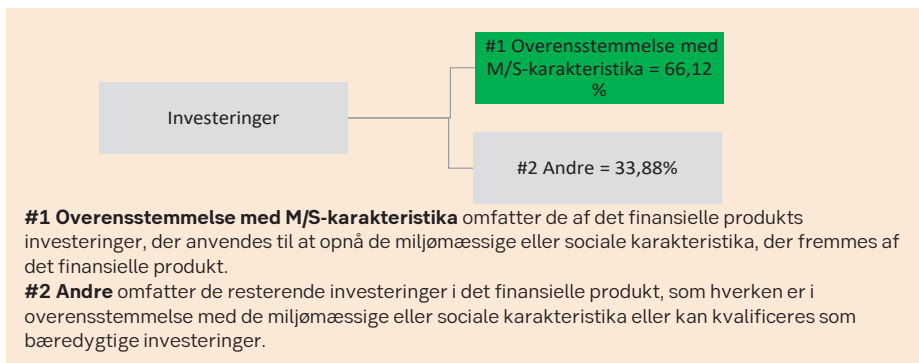 #1 Overensstemmelse med
M/S-karakteristika = 66,12
%
Investeringer
#2 Andre = 33,88%
#1 Overensstemmelse med M/S-karakteristika omfatter de af det finansielle produkts
investeringer, der anvendes til at opnå de miljømæssige eller sociale karakteristika, der fremmes af
det finansielle produkt.
#2 Andre omfatter de resterende investeringer i det finansielle produkt, som hverken er i
overensstemmelse med de miljømæssige eller sociale karakteristika eller kan kvalificeres som
bæredygtige investeringer.